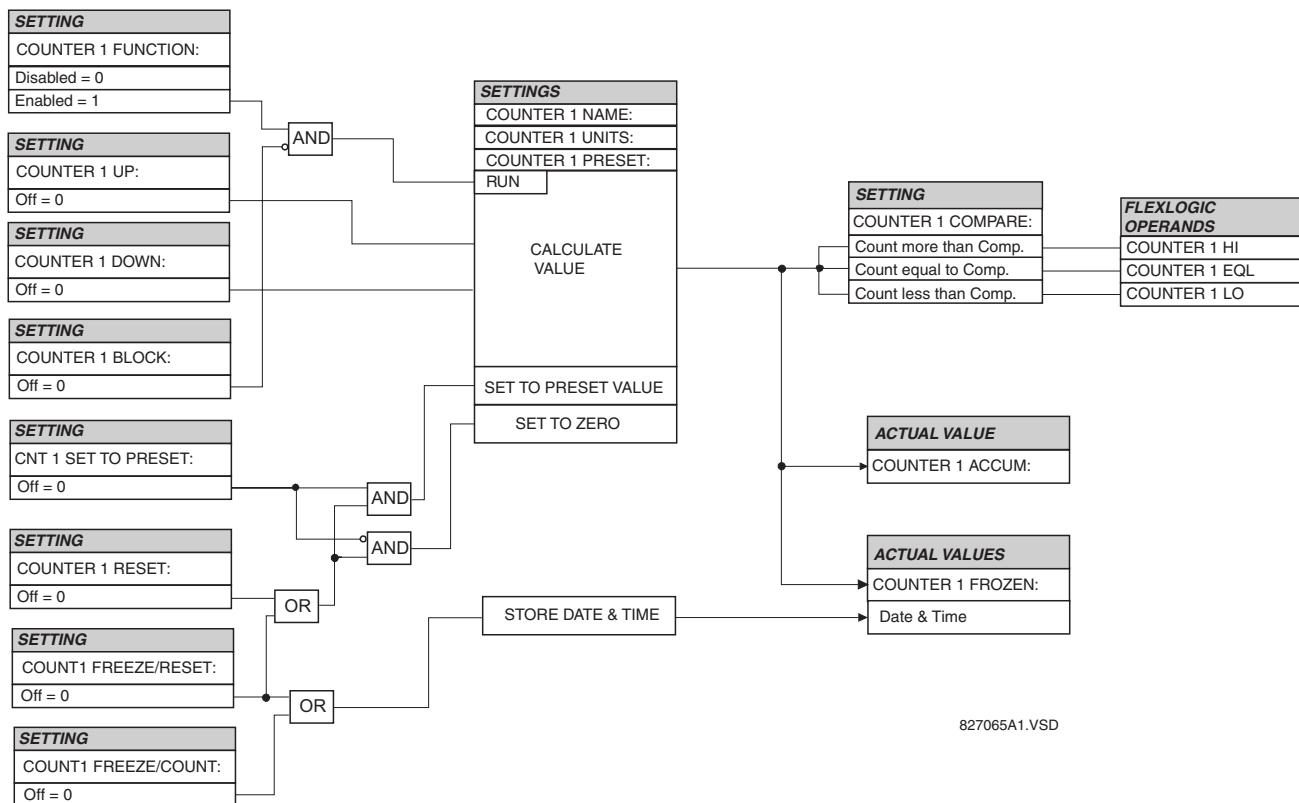 SETTING
COUNTER 1 FUNCTION:
Disabled = 0
Enabled = 1
AND
SETTING
COUNTER 1 UP:
Off = 0
SETTING
COUNTER 1 DOWN:
Off = 0
SETTING
COUNTER 1 BLOCK:
Off = 0
SETTING
CNT 1 SET TO PRESET:
Off = 0
SETTING
COUNTER 1 RESET:
Off = 0
SETTING
COUNT1 FREEZE/RESET:
Off = 0
SETTING
COUNT1 FREEZE/COUNT:
Off = 0
AND
AND
OR
OR
SETTINGS
COUNTER 1 NAME:
COUNTER 1 UNITS:
COUNTER 1 PRESET:
RUN
CALCULATE
VALUE
SET TO PRESET VALUE
SET TO ZERO
STORE DATE & TIME
SETTING
COUNTER 1 COMPARE:
Count more than Comp.
Count equal to Comp.
Count less than Comp.
FLEXLOGIC
OPERANDS
COUNTER 1 HI
COUNTER 1 EQL
COUNTER 1 LO
ACTUAL VALUE
COUNTER 1 ACCUM:
ACTUAL VALUES
COUNTER 1 FROZEN:
Date & Time
827065A1.VSD